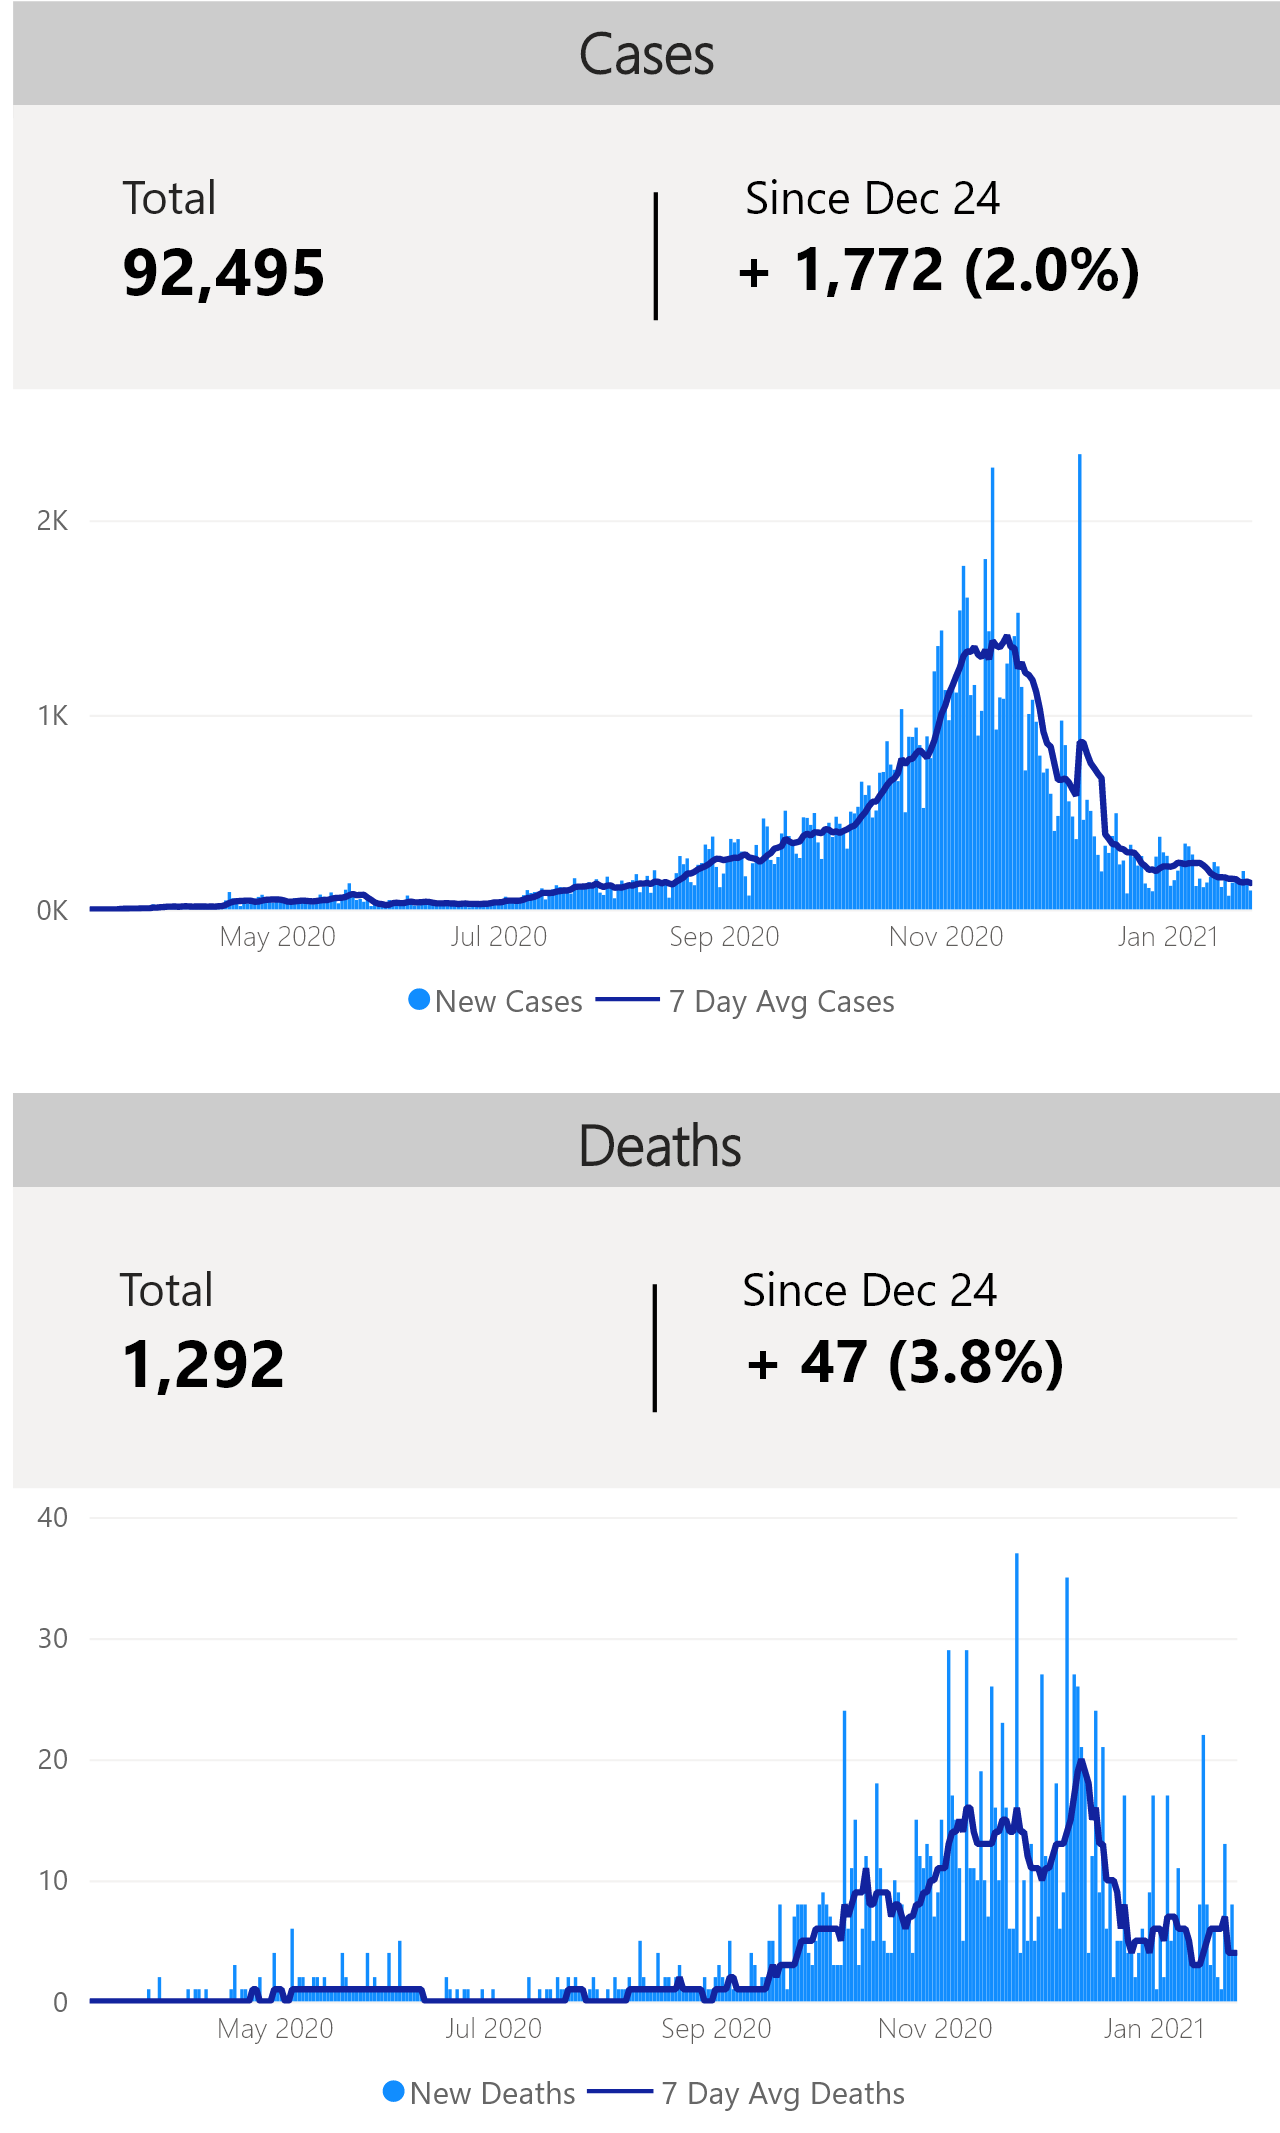 Cases
Total
Since Dec 24
92,495
+ 1,772 (2.0%)
2K
1K
0K
May 2020
Jul 2020
Sep 2020
Nov 2020
Jan 2021
New Cases
7 Day Avg Cases
Deaths
Total
Since Dec 24
1,292
+ 47 (3.8%)
40
30
20
10
0
May 2020
Jul 2020
Sep 2020
Nov 2020
Jan 2021
New Deaths
7 Day Avg Deaths